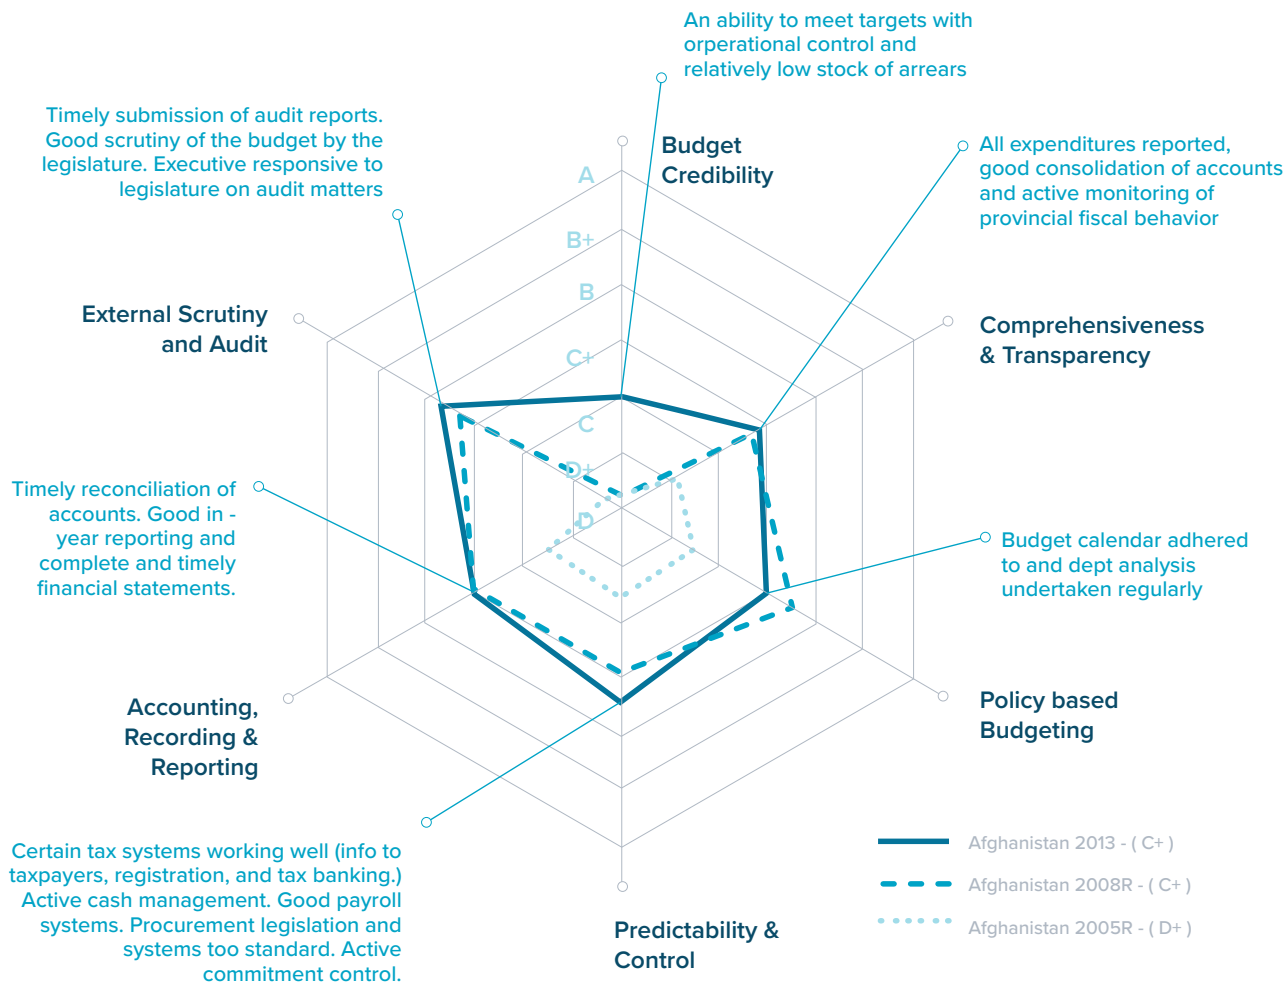 An ability to meet targets with
orperational control and
relatively low stock of arrears
Timely submission of audit reports.
Good scrutiny of the budget by the
legislature. Executive responsive to
legislature on audit matters
Budget
Credibility
All expenditures reported,
good consolidation of accounts
and active monitoring of
provincial fiscal behavior
A
B+
B
C+
C
D+
D
External Scrutiny
and Audit
Comprehensiveness
& Transparency
Timely reconciliation of
accounts. Good in -
year reporting and
complete and timely
financial statements.
Budget calendar adhered
to and dept analysis
undertaken regularly
Accounting,
Recording &
Reporting
Policy based
Budgeting
Certain tax systems working well (info to
taxpayers, registration, and tax banking.)
Active cash management. Good payroll
systems. Procurement legislation and
systems too standard. Active
commitment control.
Predictability &
Control
Afghanistan 2013 - ( C+ )
Afghanistan 2008R - ( C+ )
Afghanistan 2005R - ( D+ )